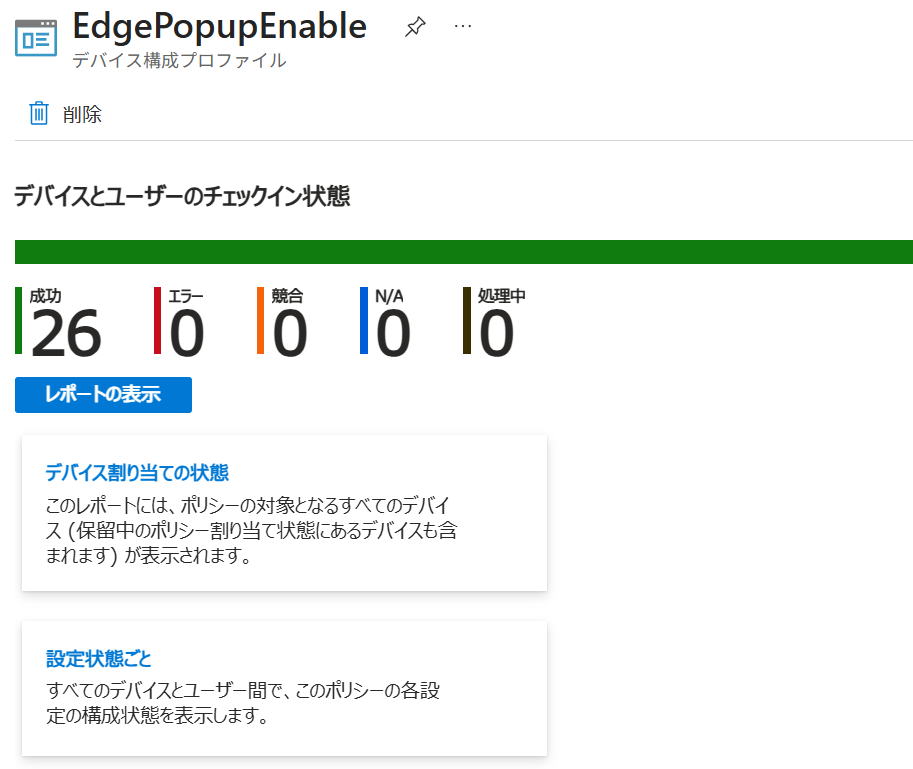 EdgePopupEnable
デバイス構成プロファイル
削除
デバイスとユーザーのチェックイン状態
成功 エラー 競合 N/A 処理中
26 0 0 0 0
レポートの表示
デバイス割り当ての状態
このレポートには、ポリシーの対象となるすべてのデバイ
ス (保留中のポリシー割り当て状態にあるデバイスも含
まれます) が表示されます。
設定状態ごと
すべてのデバイスとユーザー間で、このポリシーの各設
定の構成状態を表示します。